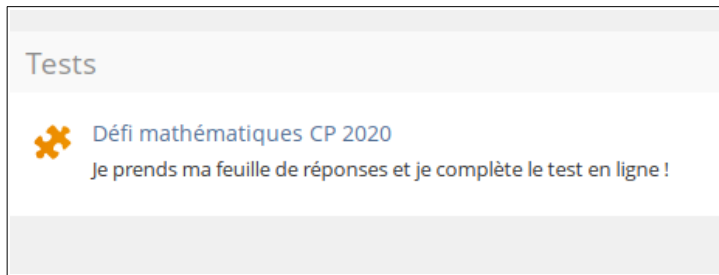 Tests
Défi mathématiques CP 2020
Je prends ma feuille de réponses et je complète le test en ligne !